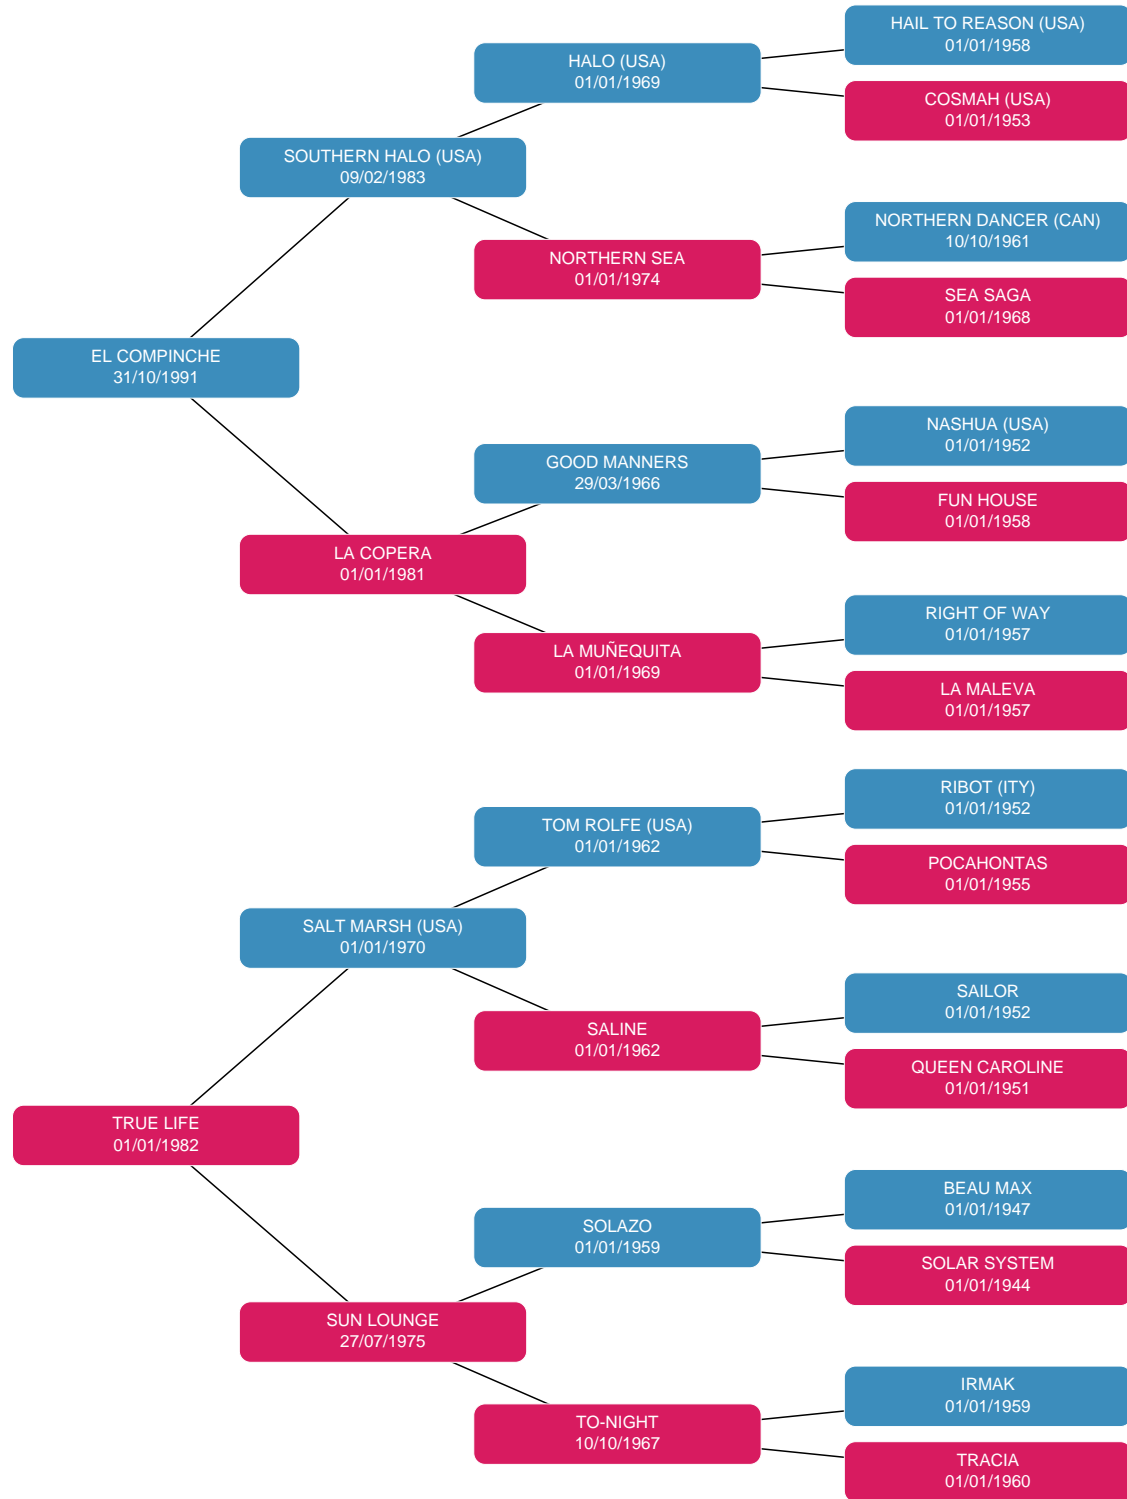 HAIL TO REASON (USA)
01/01/1958
HALO (USA)
01/01/1969
COSMAH (USA)
01/01/1953
SOUTHERN HALO (USA)
09/02/1983
NORTHERN DANCER (CAN)
10/10/1961
NORTHERN SEA
01/01/1974
SEA SAGA
01/01/1968
EL COMPINCHE
31/10/1991
NASHUA (USA)
01/01/1952
GOOD MANNERS
29/03/1966
FUN HOUSE
01/01/1958
LA COPERA
01/01/1981
RIGHT OF WAY
01/01/1957
LA MUÑEQUITA
01/01/1969
LA MALEVA
01/01/1957
RIBOT (ITY)
01/01/1952
TOM ROLFE (USA)
01/01/1962
POCAHONTAS
01/01/1955
SALT MARSH (USA)
01/01/1970
SAILOR
01/01/1952
SALINE
01/01/1962
QUEEN CAROLINE
01/01/1951
TRUE LIFE
01/01/1982
BEAU MAX
01/01/1947
SOLAZO
01/01/1959
SOLAR SYSTEM
01/01/1944
SUN LOUNGE
27/07/1975
IRMAK
01/01/1959
TO-NIGHT
10/10/1967
TRACIA
01/01/1960